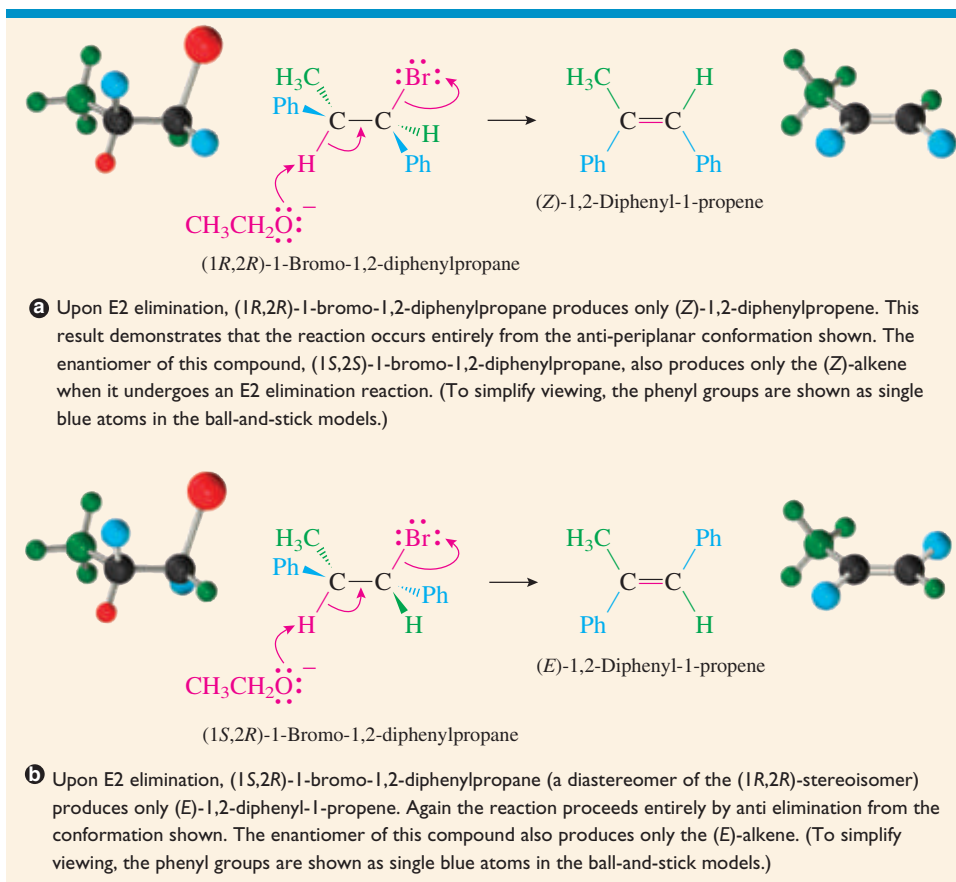 H₃C
Ph
:Br:
C—C
H
H
Ph
CH₃CH₂O:⁻
H₃C
H
C=C
Ph
Ph
(Z)-1,2-Diphenyl-1-propene
(1R,2R)-1-Bromo-1,2-diphenylpropane
a Upon E2 elimination, (1R,2R)-1-bromo-1,2-diphenylpropane produces only (Z)-1,2-diphenylpropene. This
result demonstrates that the reaction occurs entirely from the anti-periplanar conformation shown. The
enantiomer of this compound, (1S,2S)-1-bromo-1,2-diphenylpropane, also produces only the (Z)-alkene
when it undergoes an E2 elimination reaction. (To simplify viewing, the phenyl groups are shown as single
blue atoms in the ball-and-stick models.)
H₃C
Ph
:Br:
C—C
Ph
H
H
CH₃CH₂O:⁻
H₃C
Ph
C=C
Ph
H
(E)-1,2-Diphenyl-1-propene
(1S,2R)-1-Bromo-1,2-diphenylpropane
b Upon E2 elimination, (1S,2R)-1-bromo-1,2-diphenylpropane (a diastereomer of the (1R,2R)-stereoisomer)
produces only (E)-1,2-diphenyl-1-propene. Again the reaction proceeds entirely by anti elimination from the
conformation shown. The enantiomer of this compound also produces only the (E)-alkene. (To simplify
viewing, the phenyl groups are shown as single blue atoms in the ball-and-stick models.)